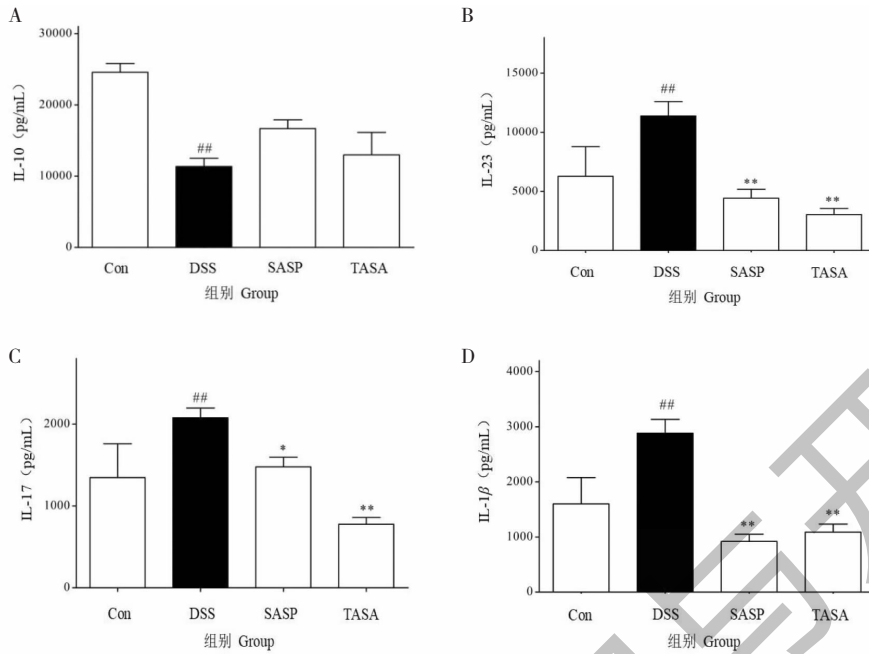 A
IL-10（pg/mL）
30000
20000
10000
0
##
Con DSS SASP TASA
组别 Group
B
IL-23（pg/mL）
15000
10000
5000
0
##
**
**
Con DSS SASP TASA
组别 Group
C
IL-17（pg/mL）
2000
1000
0
##
*
**
Con DSS SASP TASA
组别 Group
D
IL-1β（pg/mL）
4000
3000
2000
1000
0
##
**
**
Con DSS SASP TASA
组别 Group
与